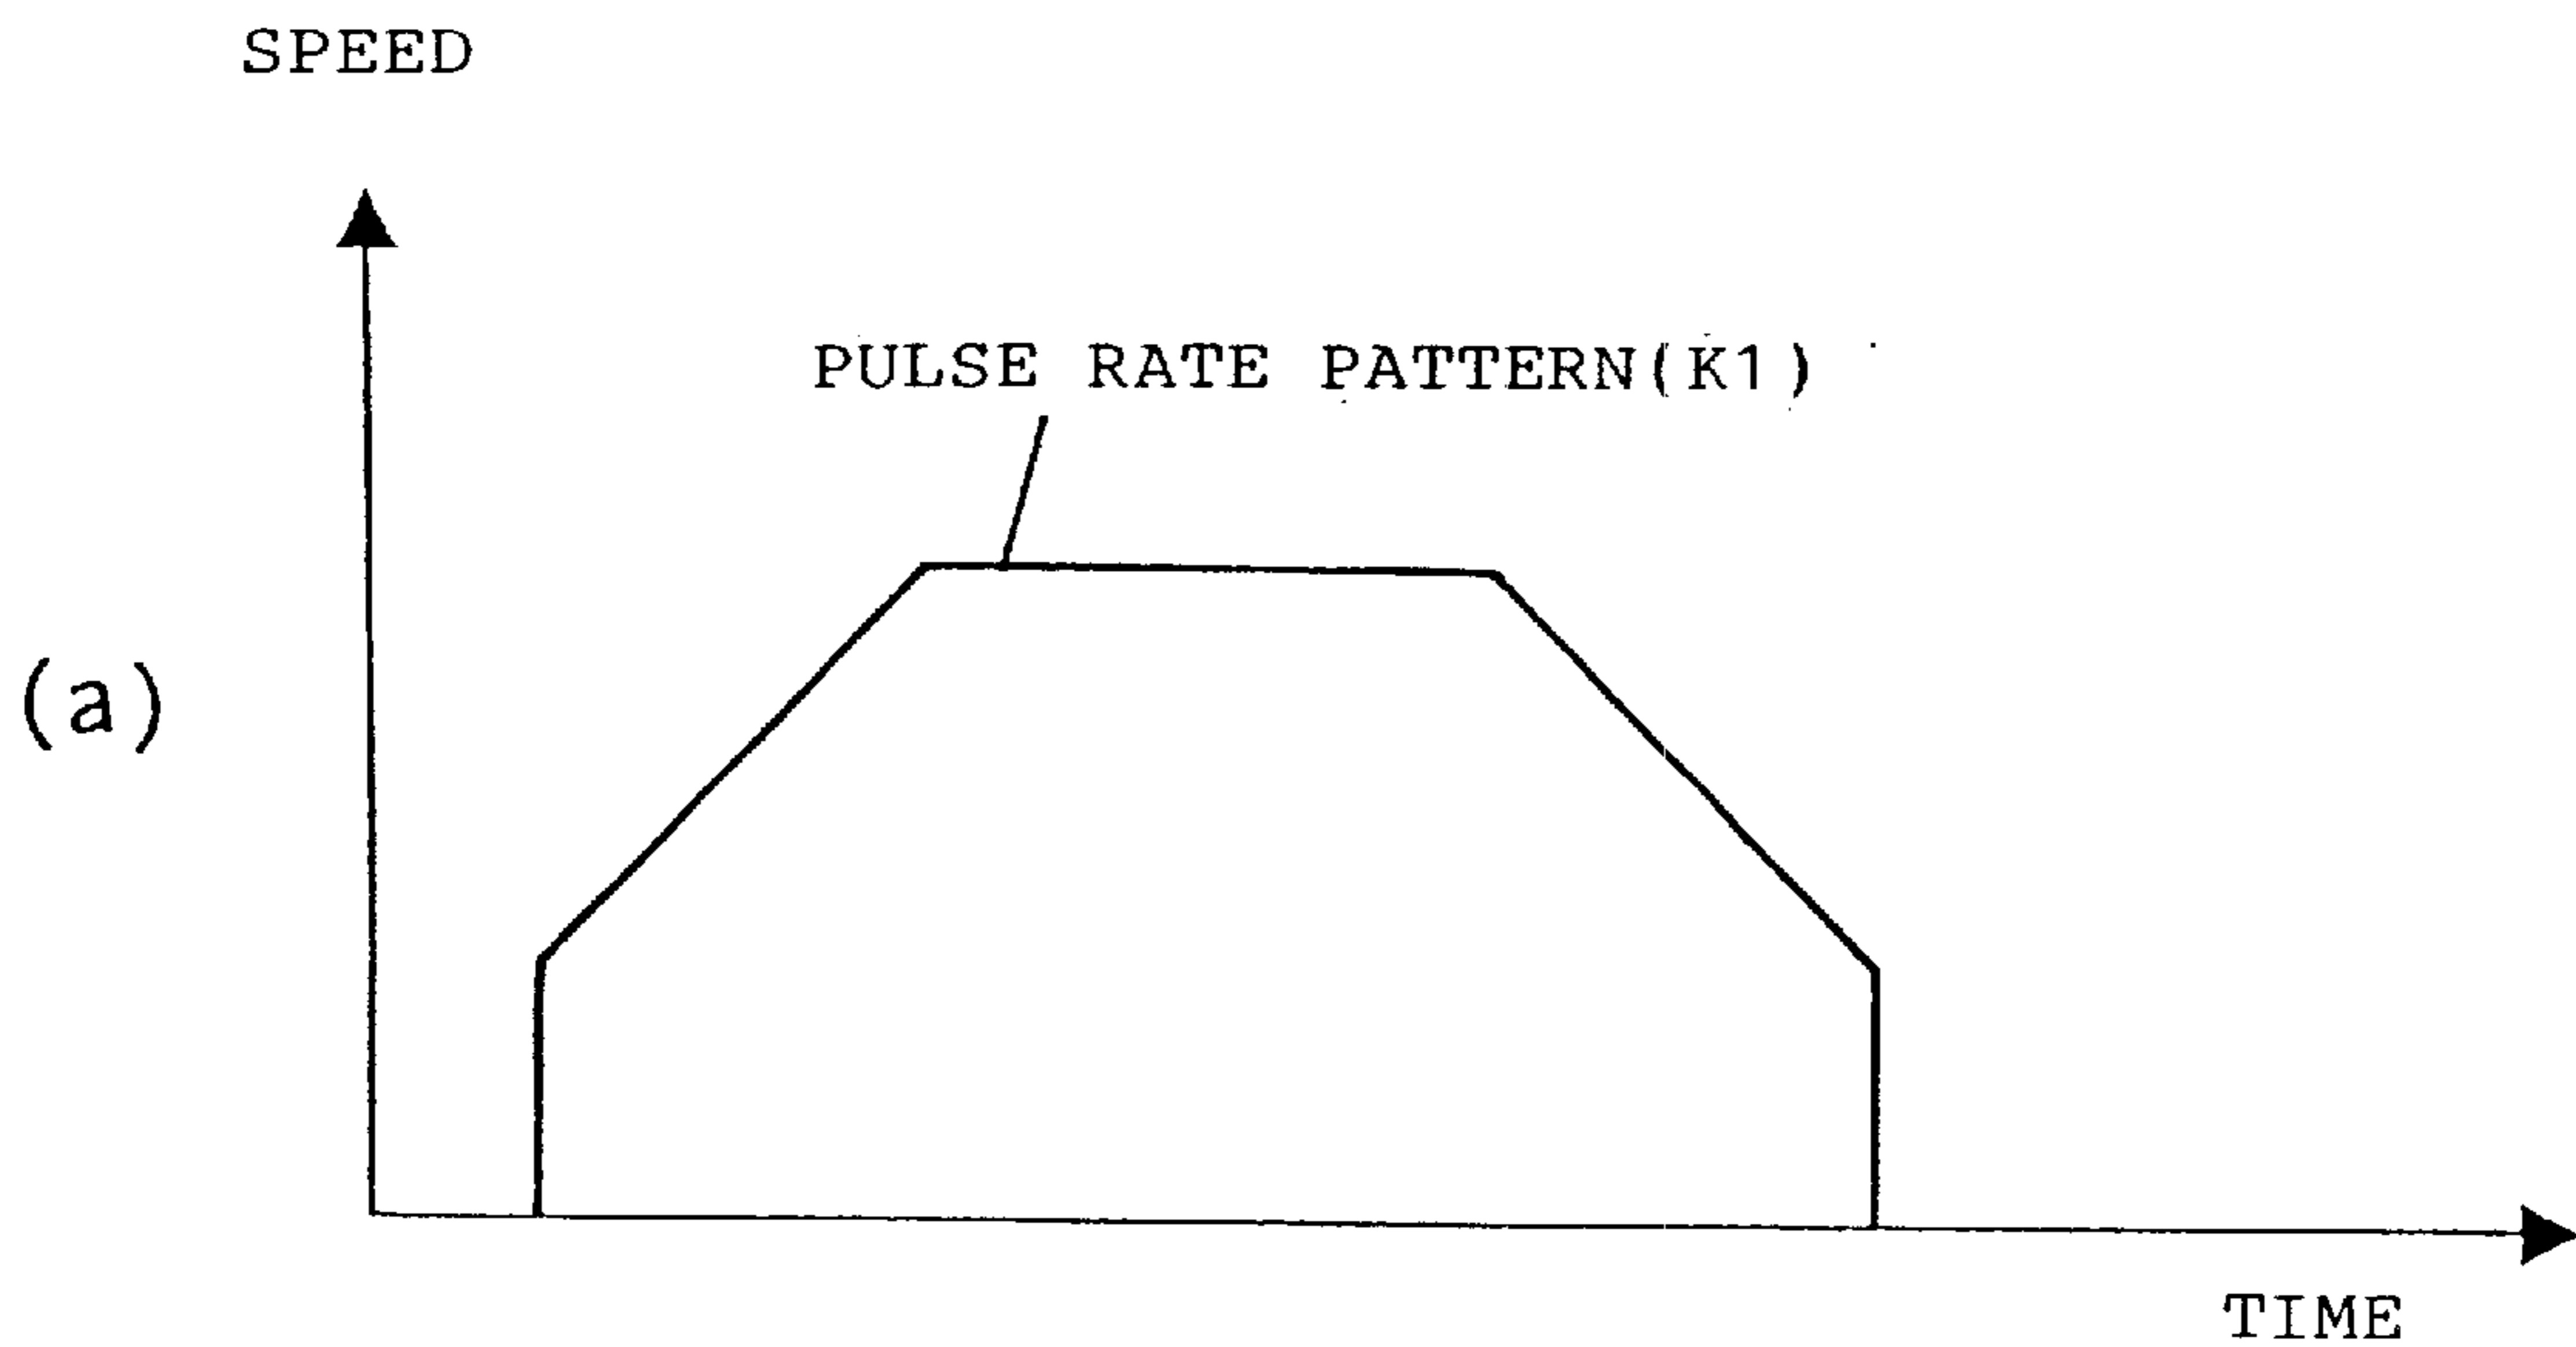 SPEED
PULSE RATE PATTERN(K1)
(a)
TIME